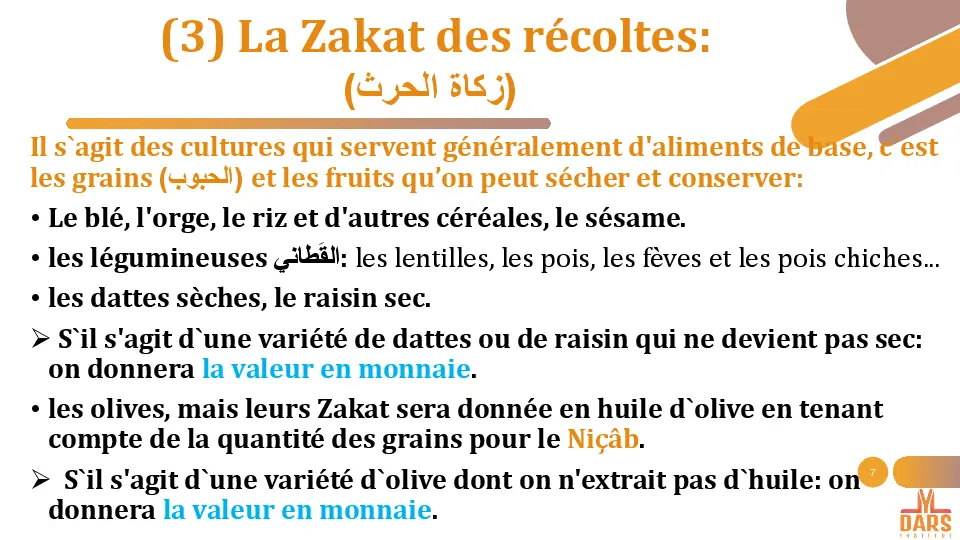 (3) La Zakat des récoltes:
(زكاة الحرث)
Il s`agit des cultures qui servent généralement d'aliments de base, c`est
les grains (الحبوب) et les fruits qu’on peut sécher et conserver:
• Le blé, l'orge, le riz et d'autres céréales, le sésame.
• les légumineuses القَطاني: les lentilles, les pois, les fèves et les pois chiches...
• les dattes sèches, le raisin sec.
➢ S`il s'agit d`une variété de dattes ou de raisin qui ne devient pas sec:
on donnera la valeur en monnaie.
• les olives, mais leurs Zakat sera donnée en huile d`olive en tenant
compte de la quantité des grains pour le Niçâb.
➢ S`il s'agit d`une variété d`olive dont on n'extrait pas d`huile: on
donnera la valeur en monnaie.
7
DARS
INSTITUT